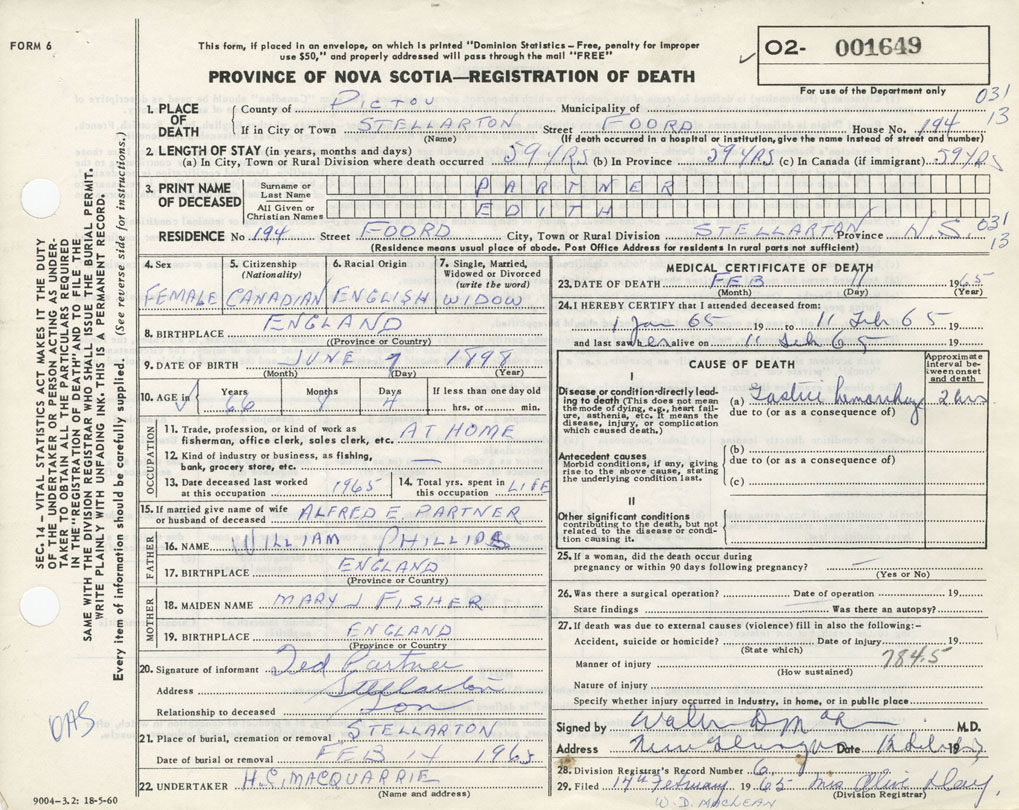 FORM 6
This form, if placed in an envelope, on which is printed "Dominion Statistics – Free, penalty for improper
use $50," and properly addressed will pass through the mail "FREE"
PROVINCE OF NOVA SCOTIA—REGISTRATION OF DEATH
O2- 001649
For use of the Department only
031
13
1. PLACE OF DEATH
County of PICTOU Municipality of
If in City or Town STELLARTON Street FOORD House No. 194
(Name) (If death occurred in a hospital or institution, give the name instead of street and number)
2. LENGTH OF STAY (in years, months and days)
(a) In City, Town or Rural Division where death occurred 59 YRS (b) In Province 59 YRS (c) In Canada (if immigrant) 59 YRS
3. PRINT NAME OF DECEASED
Surname or Last Name PARTNER
All Given or Christian Names EDITH
RESIDENCE No. 194 Street FOORD City, Town or Rural Division STELLARTON Province N.S. 031
13
(Residence means usual place of abode. Post Office Address for residents in rural parts not sufficient)
4. Sex FEMALE
5. Citizenship (Nationality) CANADIAN
6. Racial Origin ENGLISH
7. Single, Married, Widowed or Divorced (write the word) WIDOW
8. BIRTHPLACE ENGLAND
(Province or Country)
9. DATE OF BIRTH JUNE 7 1898
(Month) (Day) (Year)
10. AGE in Years Months Days If less than one day old
66 4 hrs. or min.
OCCUPATION
11. Trade, profession, or kind of work as
fisherman, office clerk, sales clerk, etc. AT HOME
12. Kind of industry or business, as fishing,
bank, grocery store, etc. —
13. Date deceased last worked at this occupation 1965
14. Total yrs. spent in this occupation LIFE
15. If married give name of wife
or husband of deceased ALFRED E. PARTNER
FATHER
16. NAME WILLIAM PHILLIPS
17. BIRTHPLACE ENGLAND
(Province or Country)
MOTHER
18. MAIDEN NAME MARY J FISHER
19. BIRTHPLACE ENGLAND
(Province or Country)
20. Signature of informant Ted Partner
Address Stellarton
Relationship to deceased Son
21. Place of burial, cremation or removal STELLARTON
Date of burial or removal FEB 14 1965
22. UNDERTAKER H.C. MACQUARRIE
(Name and address)
MEDICAL CERTIFICATE OF DEATH
23. DATE OF DEATH FEB 11 1965
(Month) (Day) (Year)
24. I HEREBY CERTIFY that I attended deceased from:
1 Jan 65 19 to 11 Feb 65 19
and last saw her alive on 11 Feb 65 19
CAUSE OF DEATH
Approximate interval between onset and death
I
Disease or condition directly leading to death (This does not mean the mode of dying, e.g., heart failure, asthenia, etc. It means the disease, injury, or complication which caused death.)
(a) Gastric hemorrhage 2 hrs
due to (or as a consequence of)
Antecedent causes
Morbid conditions, if any, giving rise to the above cause, stating the underlying condition last.
(b)
due to (or as a consequence of)
(c)
II
Other significant conditions
contributing to the death, but not related to the disease or condition causing it.
25. If a woman, did the death occur during
pregnancy or within 90 days following pregnancy? —
(Yes or No)
26. Was there a surgical operation? Date of operation 19
State findings Was there an autopsy?
27. If death was due to external causes (violence) fill in also the following:–
Accident, suicide or homicide? Date of Injury 19
(State which)
Manner of injury 784.5
(How sustained)
Nature of injury
Specify whether injury occurred in Industry, in home, or in public place
Signed by M.D.
Address New Glasgow Date 19
28. Division Registrar's Record Number 6
29. Filed 17th February 1965 Mrs Olive
(Division Registrar)
W. D. MACLEAN
SEC. 14 – VITAL STATISTICS ACT MAKES IT THE DUTY
OF THE UNDERTAKER OR PERSON ACTING AS UNDER-
TAKER TO OBTAIN ALL THE PARTICULARS REQUIRED
IN THE "REGISTRATION OF DEATH" AND TO FILE THE
SAME WITH THE DIVISION REGISTRAR WHO SHALL ISSUE THE BURIAL PERMIT.
WRITE PLAINLY WITH UNFADING INK. THIS IS A PERMANENT RECORD.
Every item of information should be carefully supplied. (See reverse side for instructions.)
DAS
9004-3.2: 18-5-60